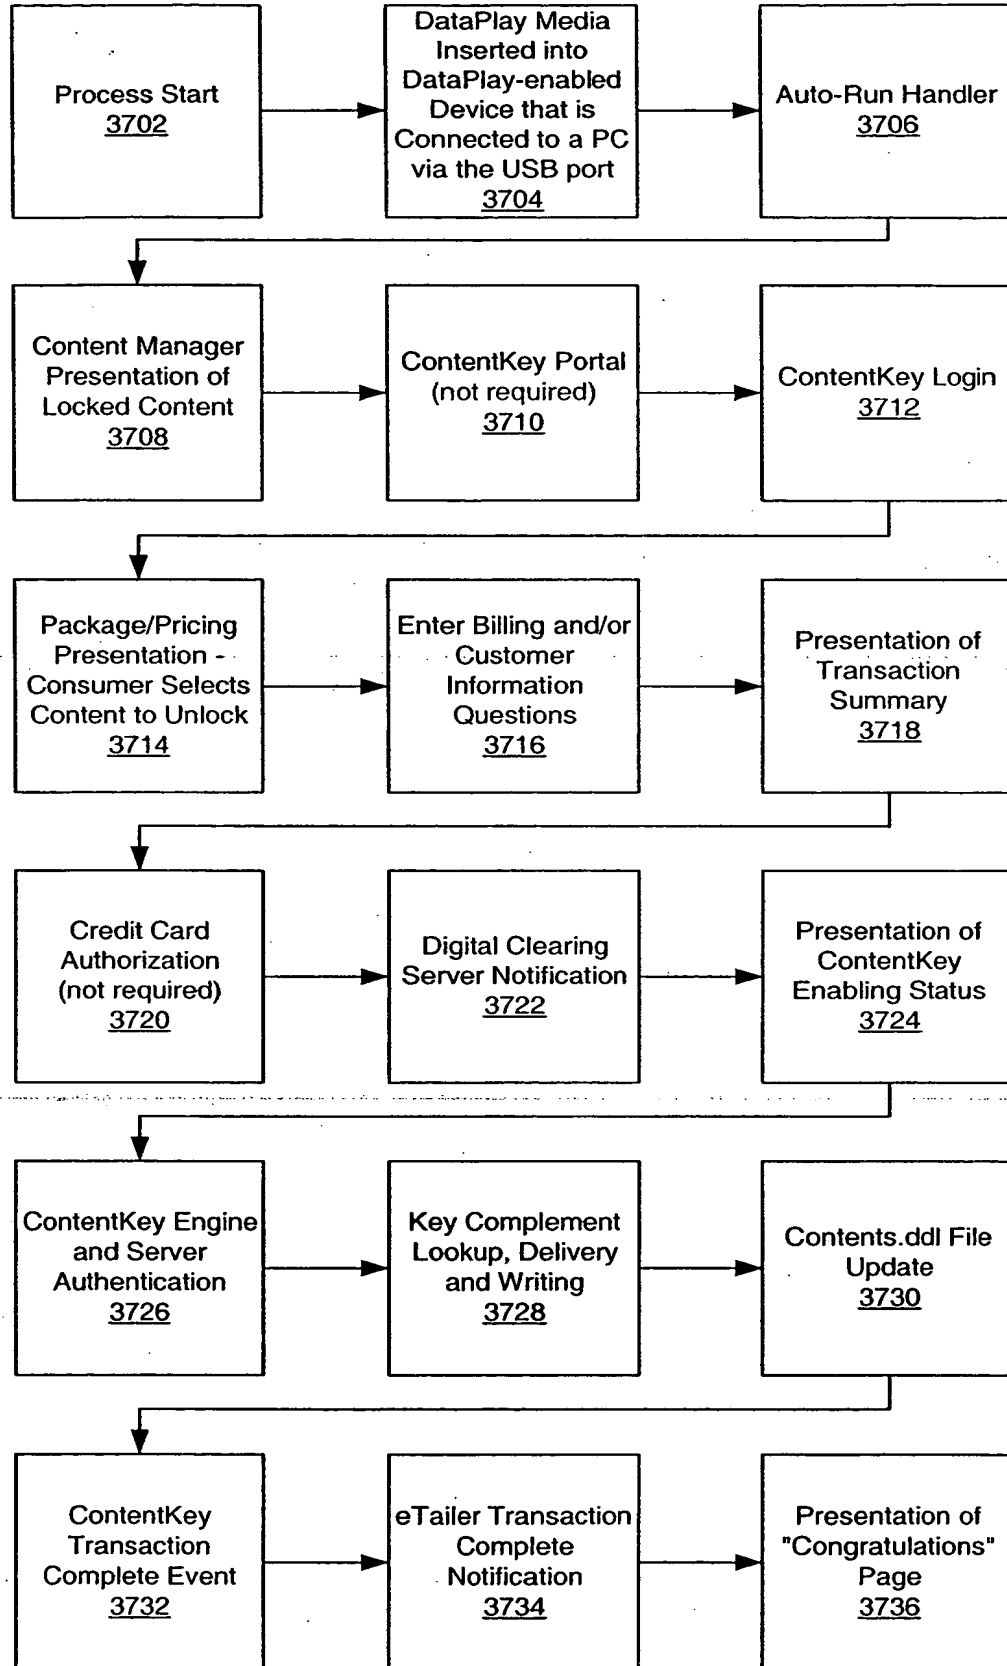 Process Start
3702
DataPlay Media
Inserted into
DataPlay-enabled
Device that is
Connected to a PC
via the USB port
3704
Auto-Run Handler
3706
Content Manager
Presentation of
Locked Content
3708
ContentKey Portal
(not required)
3710
ContentKey Login
3712
Package/Pricing
Presentation -
Consumer Selects
Content to Unlock
3714
Enter Billing and/or
Customer
Information
Questions
3716
Presentation of
Transaction
Summary
3718
Credit Card
Authorization
(not required)
3720
Digital Clearing
Server Notification
3722
Presentation of
ContentKey
Enabling Status
3724
ContentKey Engine
and Server
Authentication
3726
Key Complement
Lookup, Delivery
and Writing
3728
Contents.ddl File
Update
3730
ContentKey
Transaction
Complete Event
3732
eTailer Transaction
Complete
Notification
3734
Presentation of
"Congratulations"
Page
3736